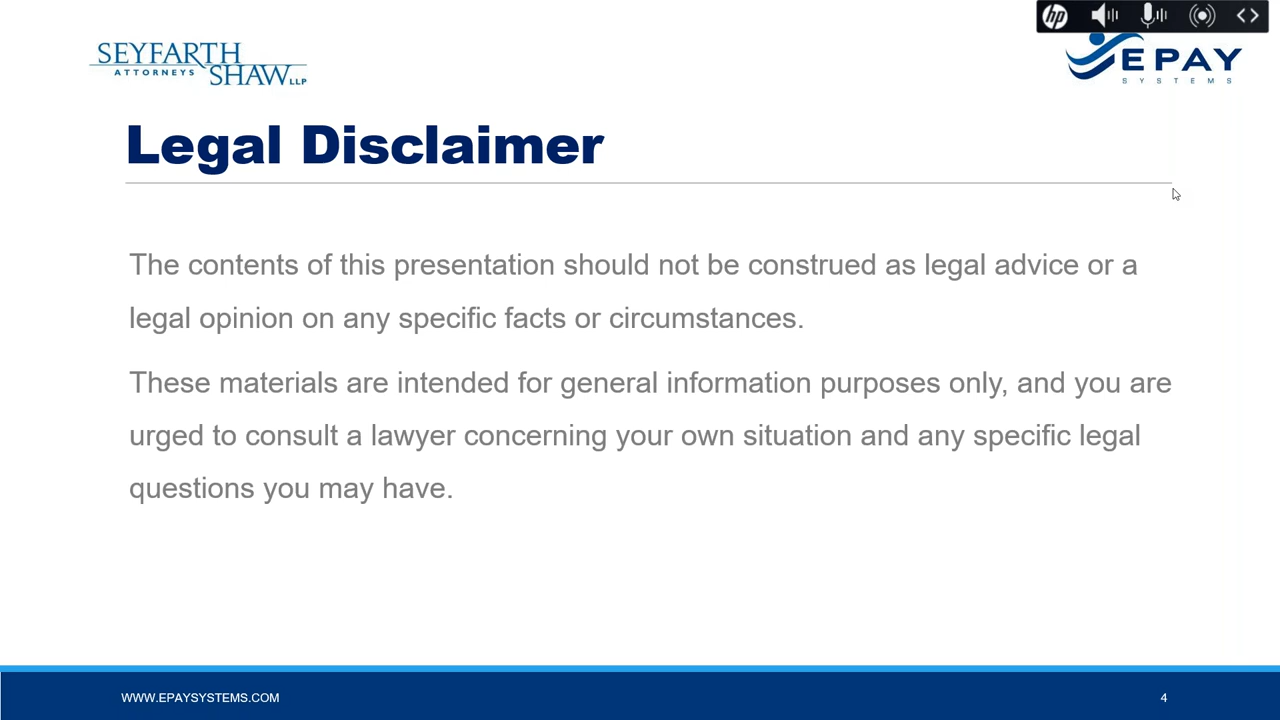 hp
SEYFARTH
ATTORNEYS SHAW LLP
EPAY
SYSTEMS
Legal Disclaimer
The contents of this presentation should not be construed as legal advice or a
legal opinion on any specific facts or circumstances.
These materials are intended for general information purposes only, and you are
urged to consult a lawyer concerning your own situation and any specific legal
questions you may have.
WWW.EPAYSYSTEMS.COM
4